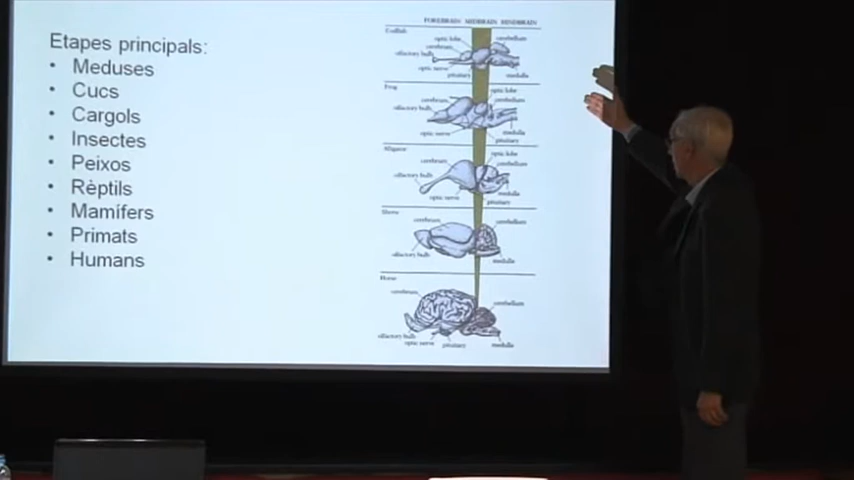 Etapes principals:
• Meduses
• Cucs
• Cargols
• Insectes
• Peixos
• Rèptils
• Mamífers
• Primats
• Humans
FOREBRAIN MIDBRAIN HINDBRAIN
Codfish
optic lobe
cerebellum
cerebrum
olfactory bulb
optic nerve
pituitary
medulla
Frog
optic lobe
cerebrum
cerebellum
olfactory bulb
medulla
optic nerve
pituitary
Alligator
optic lobe
cerebrum
cerebellum
olfactory bulb
medulla
optic nerve
pituitary
Shrew
cerebrum
cerebellum
olfactory bulb
medulla
Horse
cerebrum
cerebellum
olfactory bulb
optic nerve
pituitary
medulla